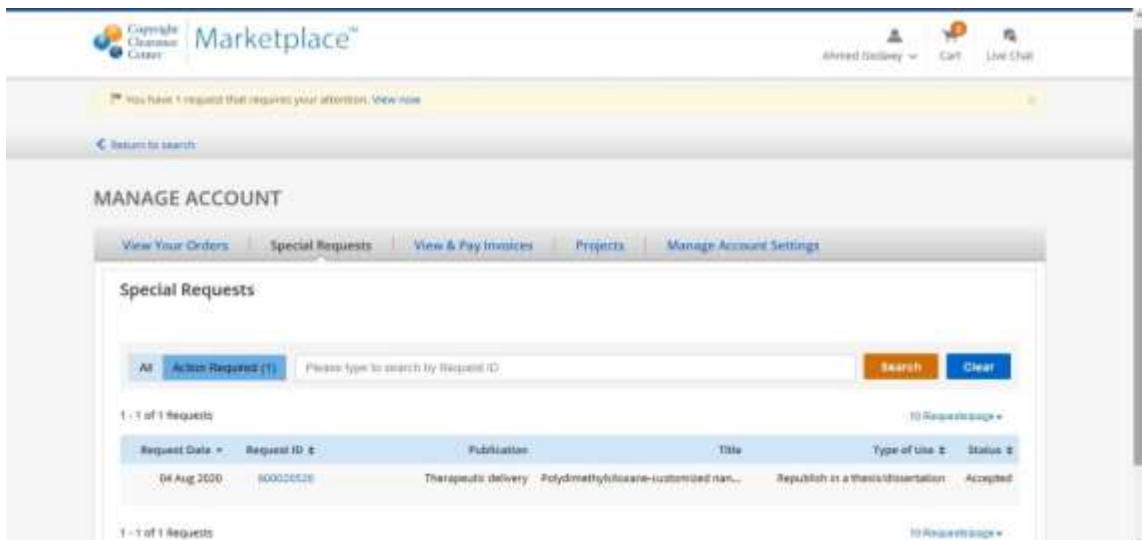 Copyright
Clearance
Center
Marketplace™
Ahmed
Cart
Live Chat
You have 1 request that requires your attention. View now
Return to search
MANAGE ACCOUNT
View Your Orders
Special Requests
View & Pay Invoices
Projects
Manage Account Settings
Special Requests
All
Action Required (1)
Please type to search by Request ID
Search
Clear
1 - 1 of 1 Requests
10 Requests/page
Request Date
Request ID
Publication
Title
Type of Use
Status
04 Aug 2020
600020520
Therapeutic delivery
Polydimethylsiloxane-customized nan...
Republish in a thesis/dissertation
Accepted
1 - 1 of 1 Requests
10 Requests/page